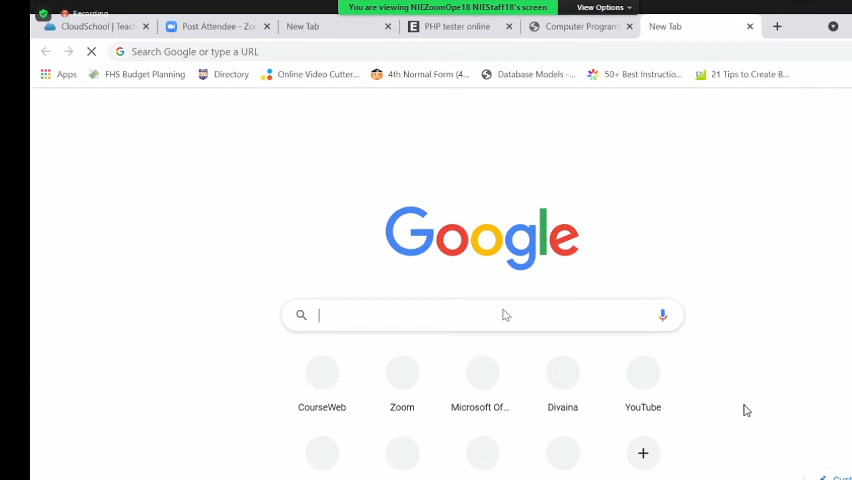 You are viewing NIEZoomOpe18 NIEStaff18's screen
View Options
Recording
CloudSchool | Teac
Post Attendee - Zo
New Tab
PHP tester online
Computer Program
New Tab
Search Google or type a URL
Apps
FHS Budget Planning
Directory
Online Video Cutter...
4th Normal Form (4...
Database Models -...
50+ Best Instructio...
21 Tips to Create B...
Google
CourseWeb
Zoom
Microsoft Of...
Divaina
YouTube